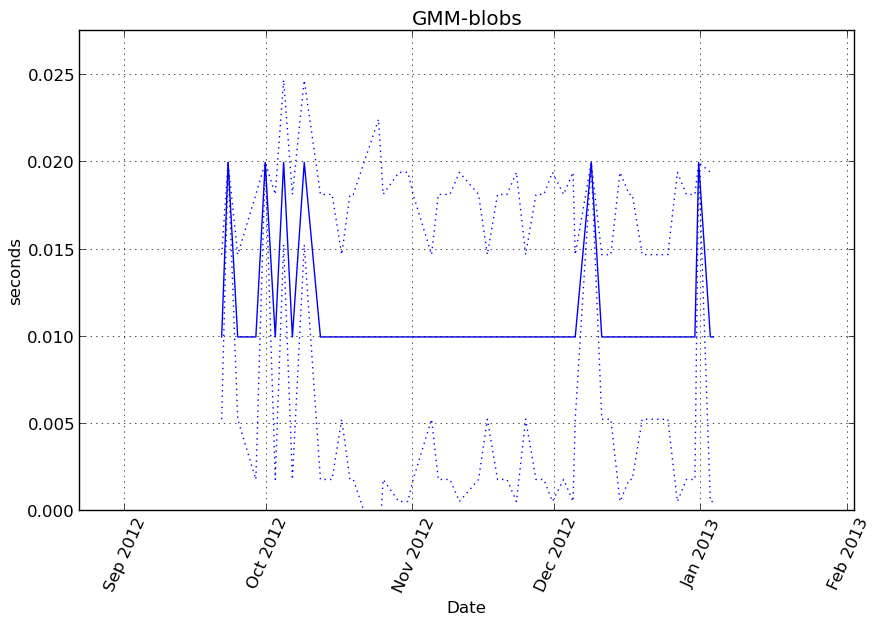 GMM-blobs
0.025
0.020
0.015
0.010
0.005
0.000
seconds
Sep 2012
Oct 2012
Nov 2012
Dec 2012
Jan 2013
Feb 2013
Date